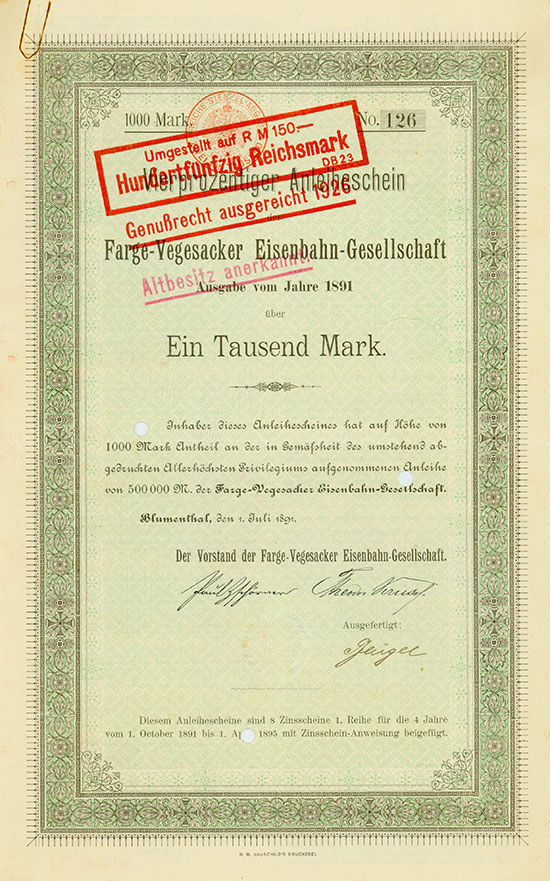 1000 Mark.
No. 126
Umgestellt auf R M 150.—
Hundertfünfzig Reichsmark
DB23
Vierprozentiger Anleiheschein
Genußrecht ausgereicht 1926
der
Farge-Vegesacker Eisenbahn-Gesellschaft
Altbesitz anerkannt.
Ausgabe vom Jahre 1891
über
Ein Tausend Mark.
Inhaber dieses Anleihescheines hat auf Höhe von
1000 Mark Antheil an der in Gemäſsheit des umstehend ab-
gedruckten Allerhöchsten Privilegiums aufgenommenen Anleihe
von 500000 M. der Farge-Vegesacker Eisenbahn-Gesellschaft.
Blumenthal, den 1. Juli 1891.
Der Vorstand der Farge-Vegesacker Eisenbahn-Gesellschaft.
Ausgefertigt:
Diesem Anleihescheine sind 8 Zinsscheine 1. Reihe für die 4 Jahre
vom 1. October 1891 bis 1. April 1895 mit Zinsschein-Anweisung beigefügt.
H. M. HAUSCHILD'S DRUCKEREI.